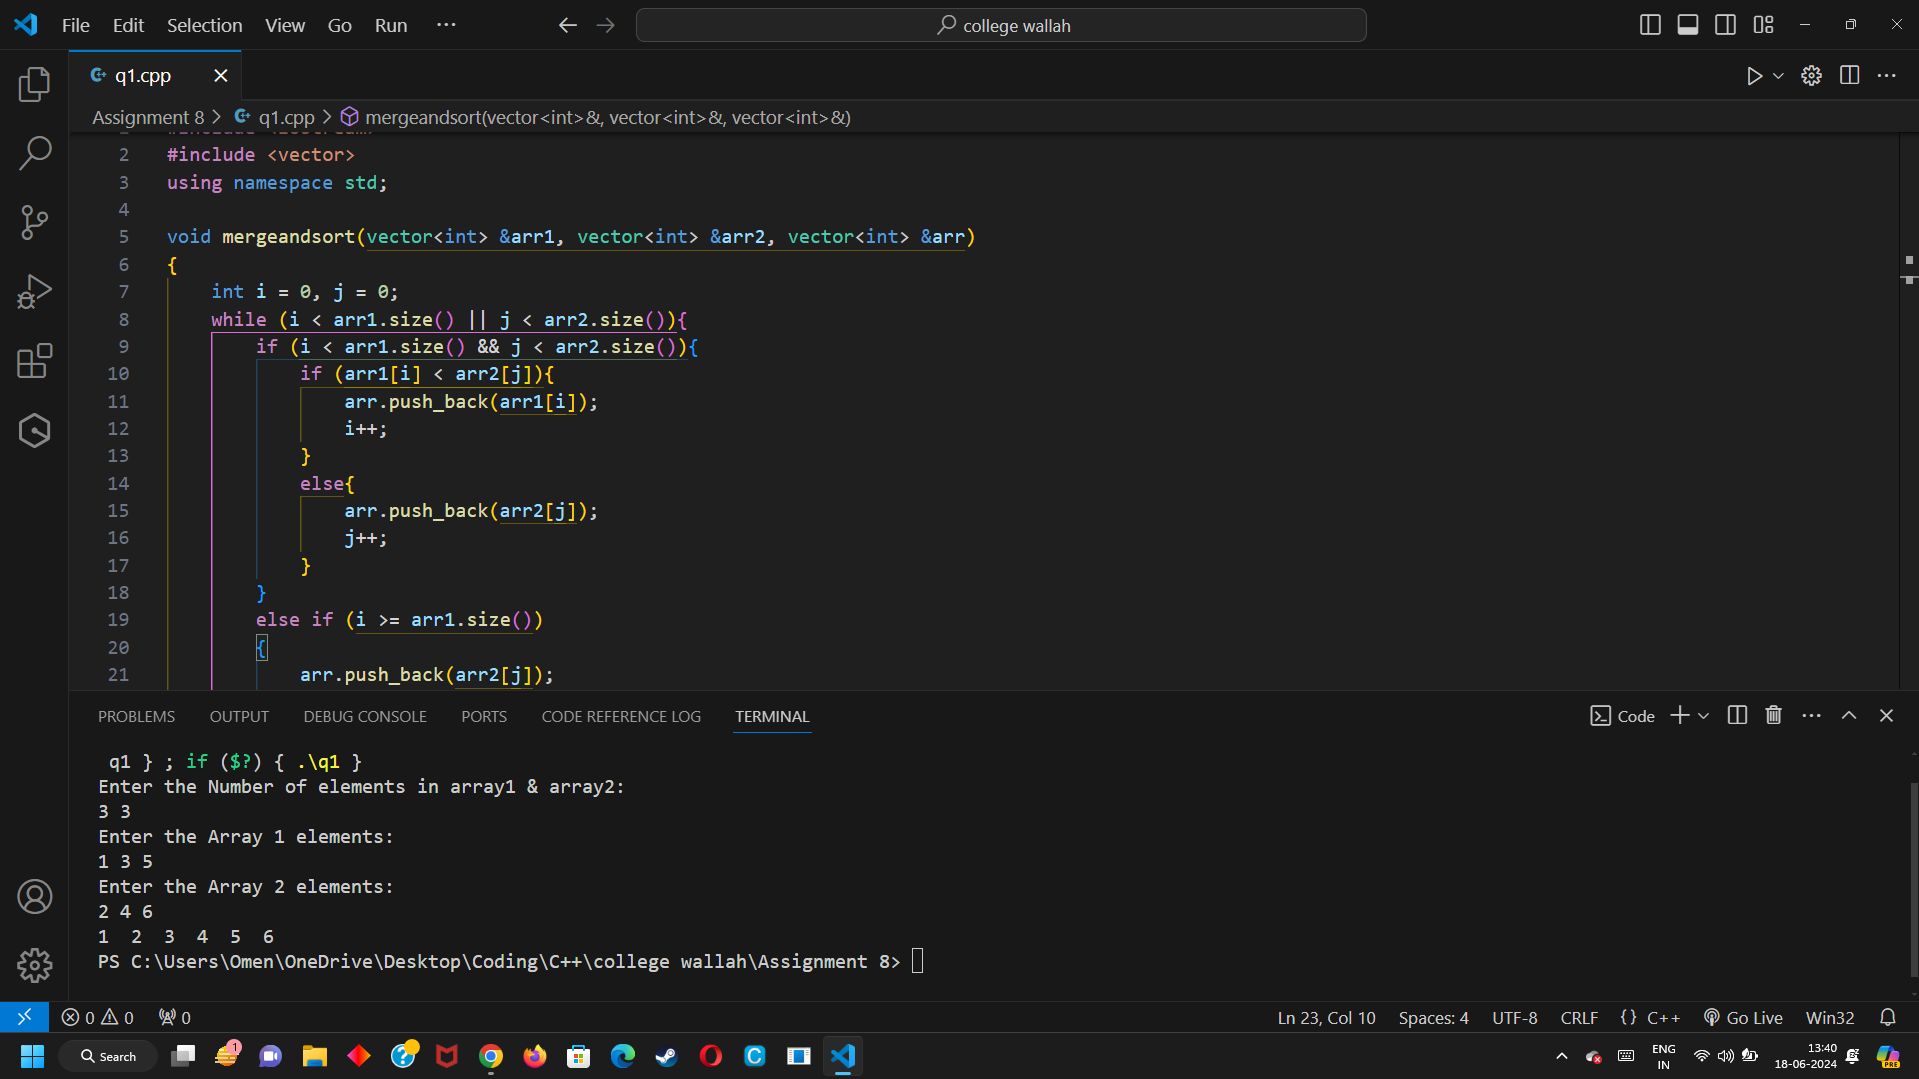 File Edit Selection View Go Run ···
college wallah
q1.cpp
Assignment 8 > q1.cpp > mergeandsort(vector<int>&, vector<int>&, vector<int>&)
2 #include <vector>
3 using namespace std;
4
5 void mergeandsort(vector<int> &arr1, vector<int> &arr2, vector<int> &arr)
6 {
7 int i = 0, j = 0;
8 while (i < arr1.size() || j < arr2.size()){
9 if (i < arr1.size() && j < arr2.size()){
10 if (arr1[i] < arr2[j]){
11 arr.push_back(arr1[i]);
12 i++;
13 }
14 else{
15 arr.push_back(arr2[j]);
16 j++;
17 }
18 }
19 else if (i >= arr1.size())
20 {
21 arr.push_back(arr2[j]);
PROBLEMS OUTPUT DEBUG CONSOLE PORTS CODE REFERENCE LOG TERMINAL
Code
q1 } ; if ($?) { .\q1 }
Enter the Number of elements in array1 & array2:
3 3
Enter the Array 1 elements:
1 3 5
Enter the Array 2 elements:
2 4 6
1 2 3 4 5 6
PS C:\Users\Omen\OneDrive\Desktop\Coding\C++\college wallah\Assignment 8>
0 0 0 Ln 23, Col 10 Spaces: 4 UTF-8 CRLF {} C++ Go Live Win32
Search
1
ENG
IN
13:40
18-06-2024
PRE